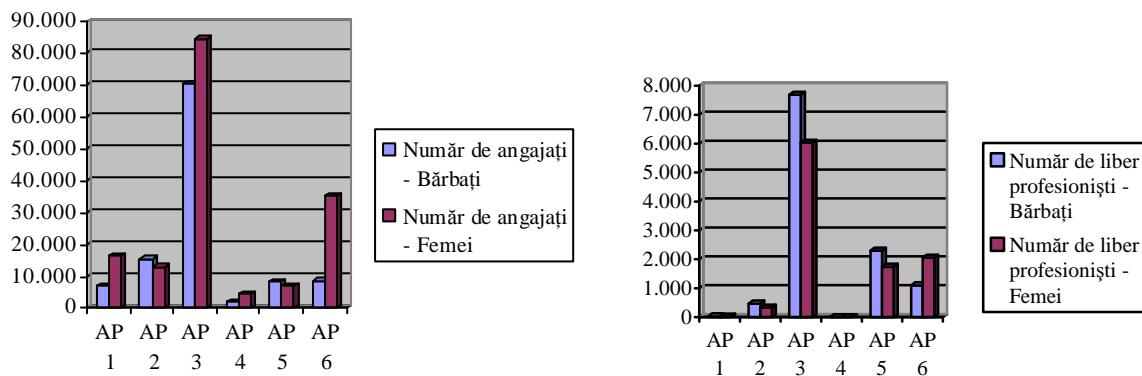 90.000
80.000
70.000
60.000
50.000
40.000
30.000
20.000
10.000
0
AP 1
AP 2
AP 3
AP 4
AP 5
AP 6
Număr de angajați
- Bărbați
Număr de angajați
- Femei
8.000
7.000
6.000
5.000
4.000
3.000
2.000
1.000
0
AP 1
AP 2
AP 3
AP 4
AP 5
AP 6
Număr de liber
profesioniști -
Bărbați
Număr de liber
profesioniști -
Femei